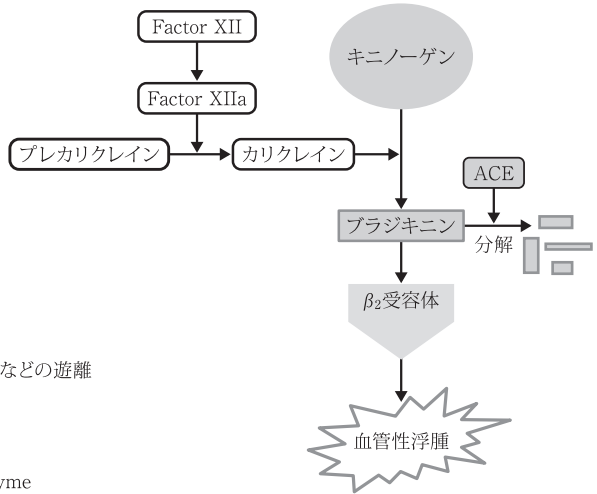 Factor XII
キニノーゲン
Factor XIIa
プレカリクレイン
カリクレイン
ACE
ブラジキニン
分解
β₂受容体
などの遊離
血管性浮腫
yme